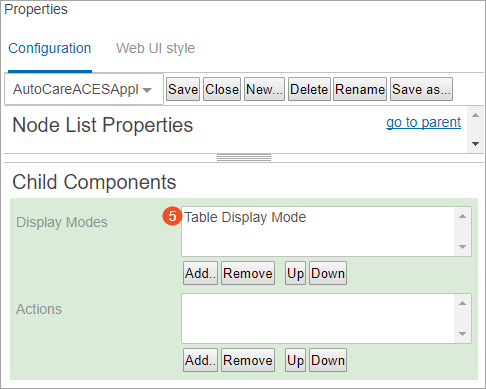 Properties
Configuration Web UI style
AutoCareACESAppl Save Close New... Delete Rename Save as...
Node List Properties go to parent
Child Components
Display Modes 5 Table Display Mode
Add.. Remove Up Down
Actions
Add.. Remove Up Down